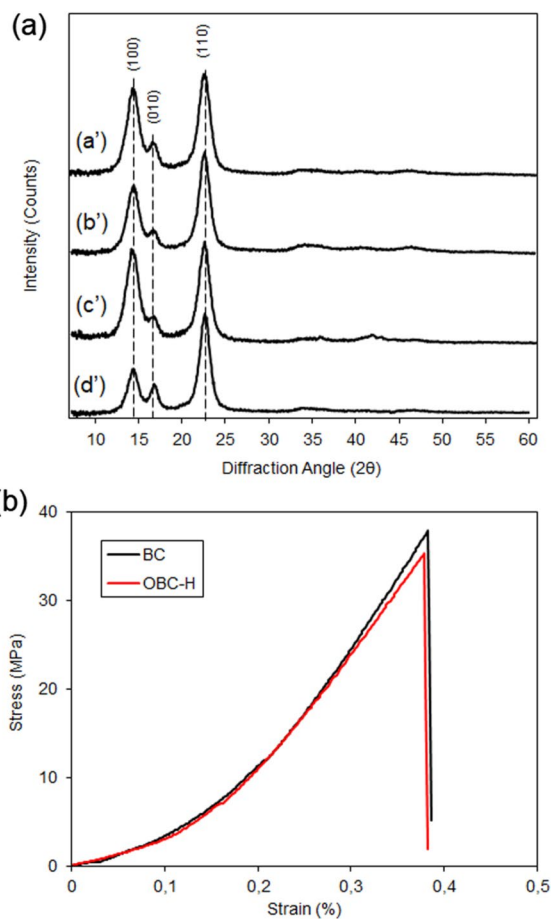 (a)
(100)
(010)
(110)
(a')
(b')
(c')
(d')
Intensity (Counts)
10 15 20 25 30 35 40 45 50 55 60
Diffraction Angle (2θ)
(b)
40
30
20
10
0
BC
OBC-H
Stress (MPa)
0 0,1 0,2 0,3 0,4 0,5
Strain (%)